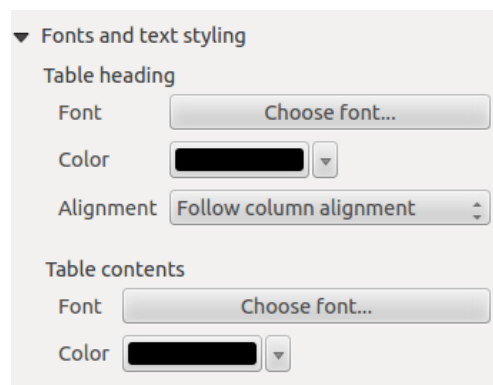 Fonts and text styling
Table heading
Font Choose font...
Color
Alignment Follow column alignment
Table contents
Font Choose font...
Color